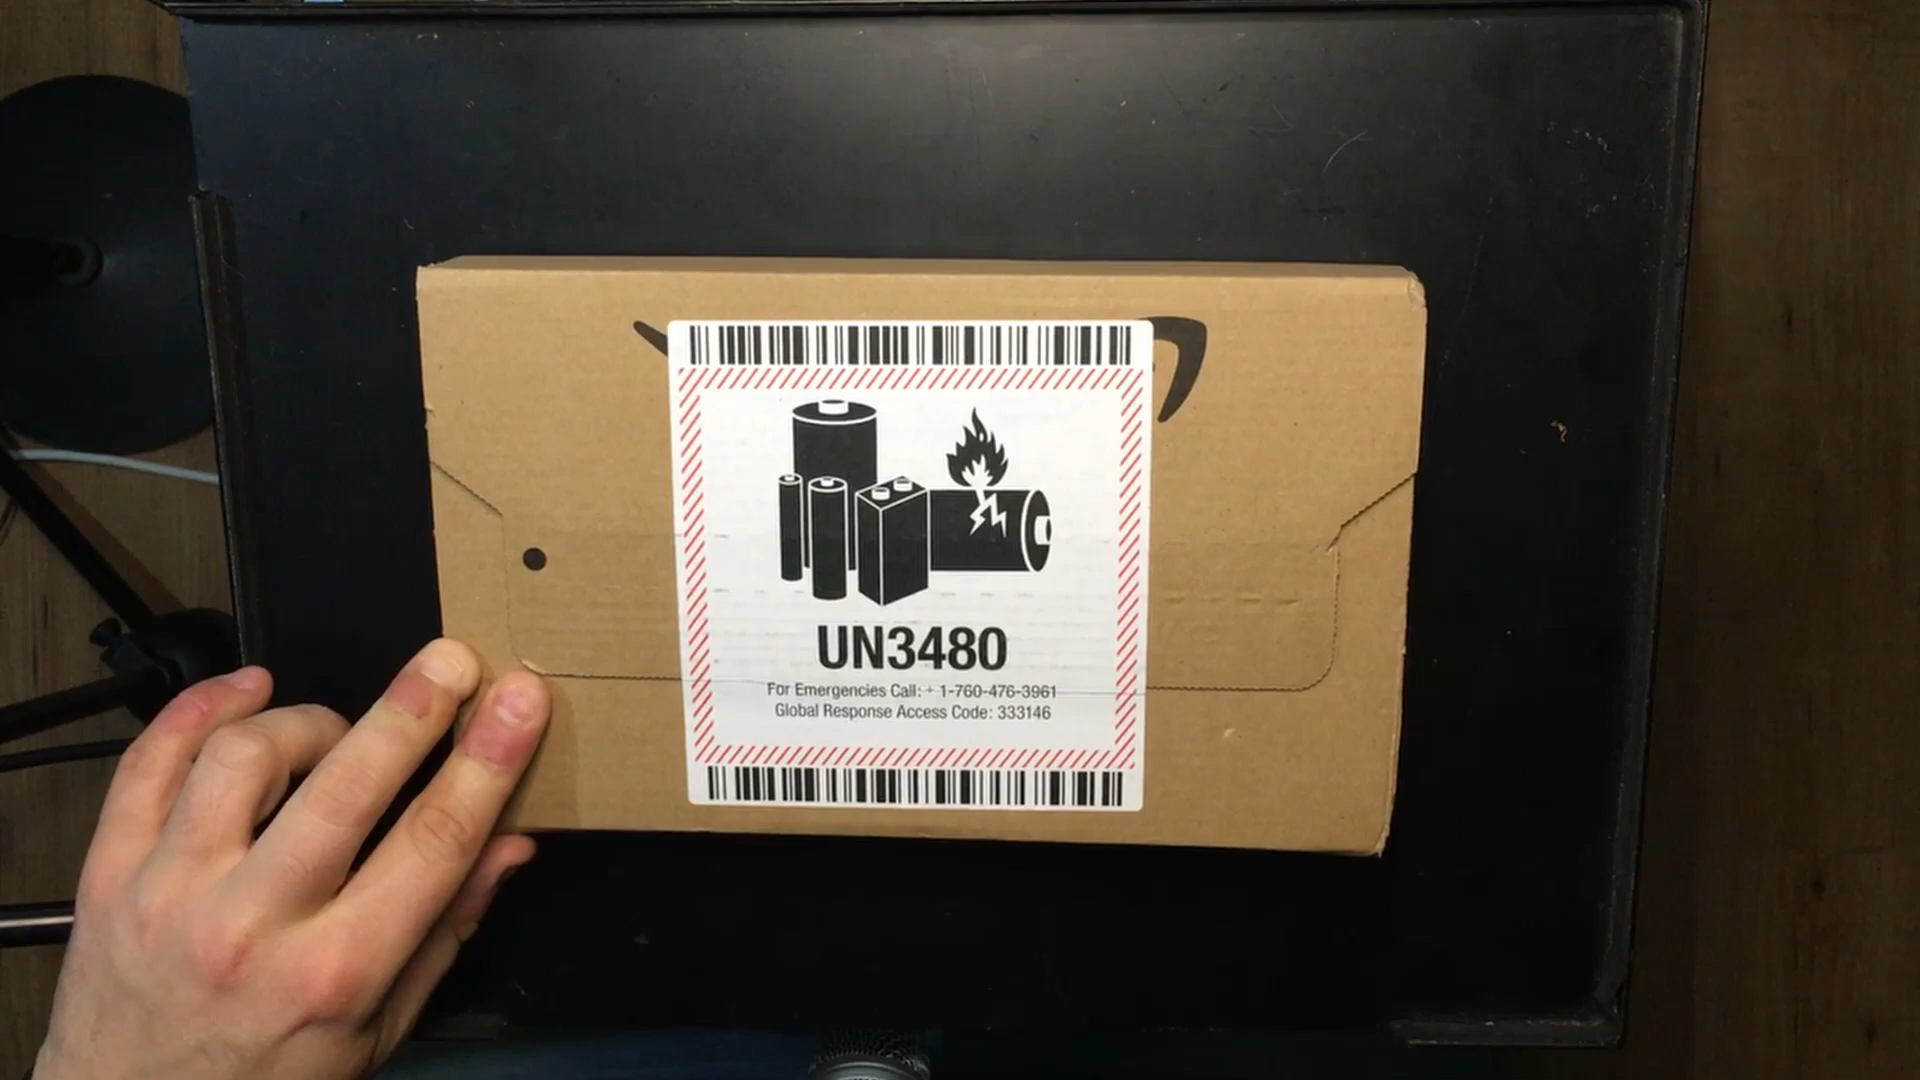 UN3480
For Emergencies Call: + 1-760-476-3961
Global Response Access Code: 333146